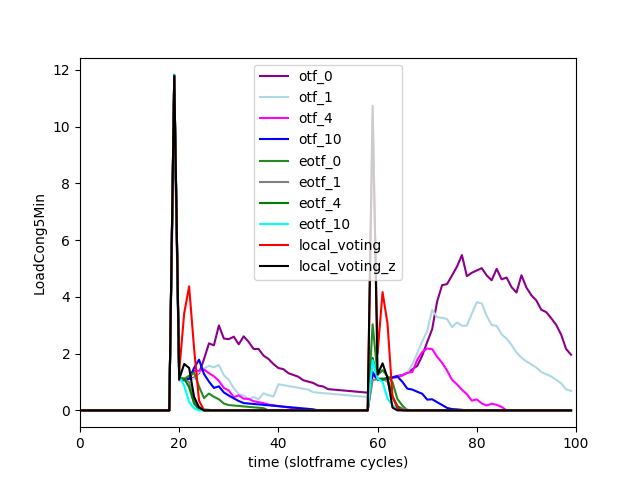 LoadCong5Min
12
10
8
6
4
2
0
otf_0
otf_1
otf_4
otf_10
eotf_0
eotf_1
eotf_4
eotf_10
local_voting
local_voting_z
0 20 40 60 80 100
time (slotframe cycles)